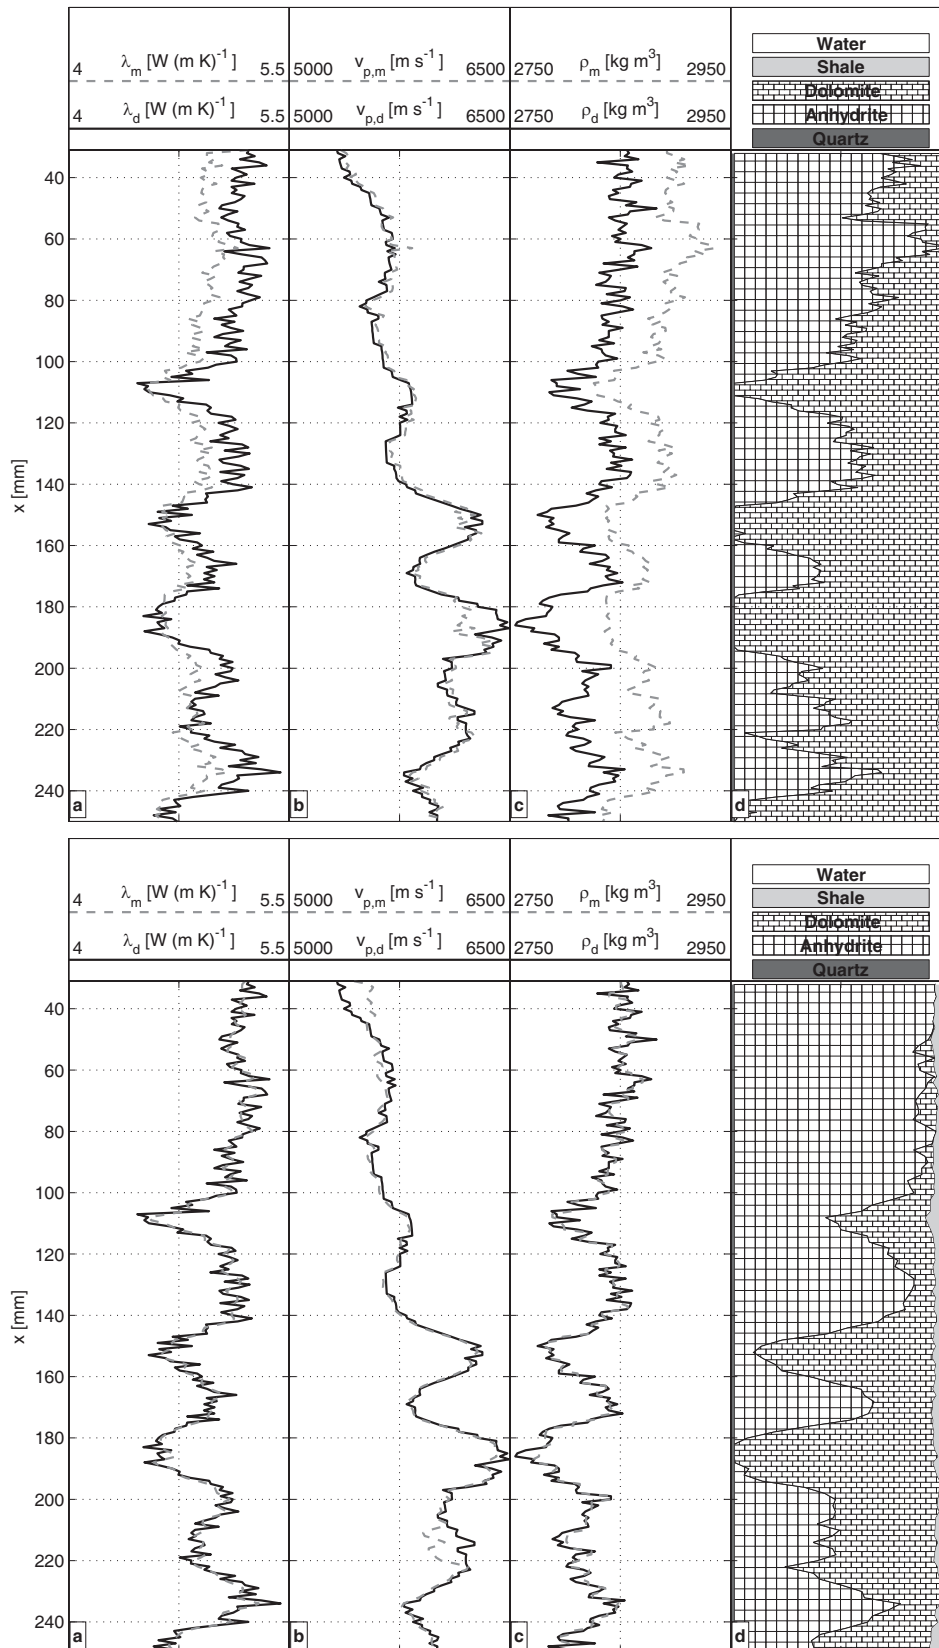 4 λm [W (m K)-1] 5.5 5000 vp,m [m s-1] 6500 2750 ρm [kg m3] 2950
4 λd [W (m K)-1] 5.5 5000 vp,d [m s-1] 6500 2750 ρd [kg m3] 2950
Water
Shale
Dolomite
Anhydrite
Quartz
40
60
80
100
120
140
160
180
200
220
240
x [mm]
a b c d
4 λm [W (m K)-1] 5.5 5000 vp,m [m s-1] 6500 2750 ρm [kg m3] 2950
4 λd [W (m K)-1] 5.5 5000 vp,d [m s-1] 6500 2750 ρd [kg m3] 2950
Water
Shale
Dolomite
Anhydrite
Quartz
40
60
80
100
120
140
160
180
200
220
240
x [mm]
a b c d